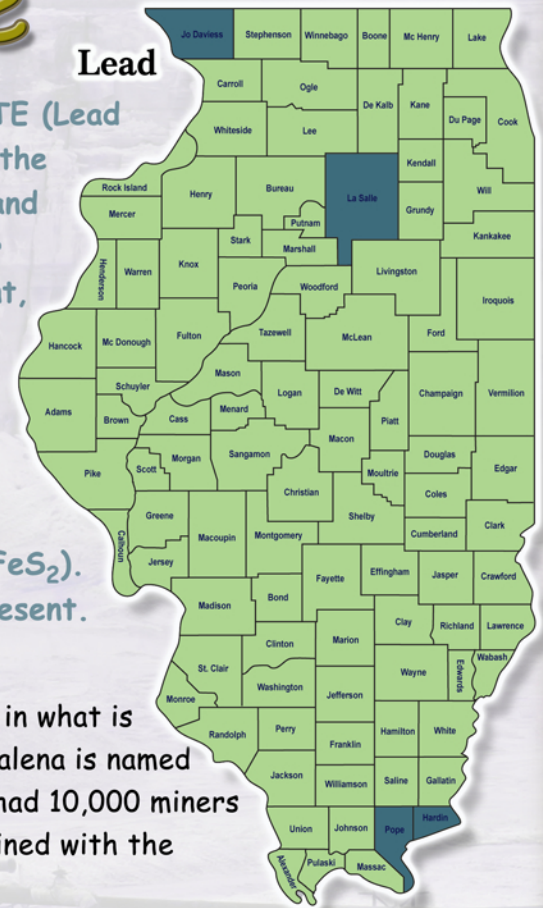 Lead
TE (Lead
the
and
t,
FeS₂).
esent.
in what is
alena is named
had 10,000 miners
ined with the
Jo Daviess
Stephenson
Winnebago
Boone
Mc Henry
Lake
Carroll
Ogle
De Kalb
Kane
Du Page
Cook
Whiteside
Lee
Kendall
Will
Rock Island
Henry
Bureau
La Salle
Grundy
Mercer
Putnam
Kankakee
Stark
Marshall
Henderson
Warren
Knox
Peoria
Woodford
Livingston
Iroquois
Hancock
Mc Donough
Fulton
Tazewell
McLean
Ford
Schuyler
Mason
Logan
De Witt
Champaign
Vermilion
Adams
Brown
Cass
Menard
Piatt
Macon
Pike
Scott
Morgan
Sangamon
Christian
Moultrie
Douglas
Edgar
Coles
Greene
Macoupin
Montgomery
Shelby
Cumberland
Clark
Calhoun
Jersey
Fayette
Effingham
Jasper
Crawford
Madison
Bond
Clay
Richland
Lawrence
Clinton
Marion
Wabash
St. Clair
Washington
Wayne
Edwards
Monroe
Jefferson
Randolph
Perry
Hamilton
White
Franklin
Jackson
Williamson
Saline
Gallatin
Union
Johnson
Pope
Hardin
Alexander
Pulaski
Massac